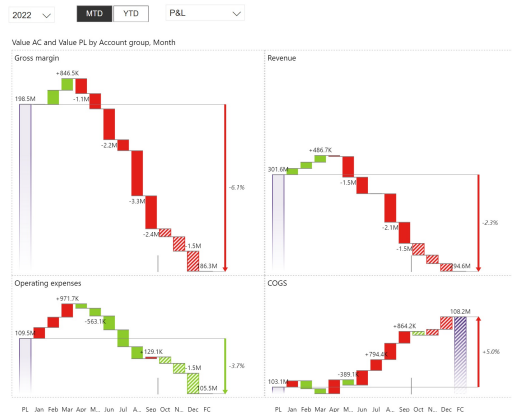 2022 MTD YTD P&L
Value AC and Value PL by Account group, Month
Gross margin
+846.5K
198.5M
-1.1M
-2.2M
-3.3M
-6.1%
-2.4M
-1.5M
186.3M
Revenue
+486.7K
301.6M
-1.5M
-2.1M
-2.3%
-1.5M
294.6M
Operating expenses
+971.7K
-563.1K
109.5M
+129.1K
-1.5M
-3.7%
105.5M
COGS
108.2M
+864.2K
+794.4K
+5.0%
103.1M
-389.1K
PL Jan Feb Mar Apr M... Jun Jul A... Sep Oct N... Dec FC
PL Jan Feb Mar Apr M... Jun Jul A... Sep Oct N... Dec FC